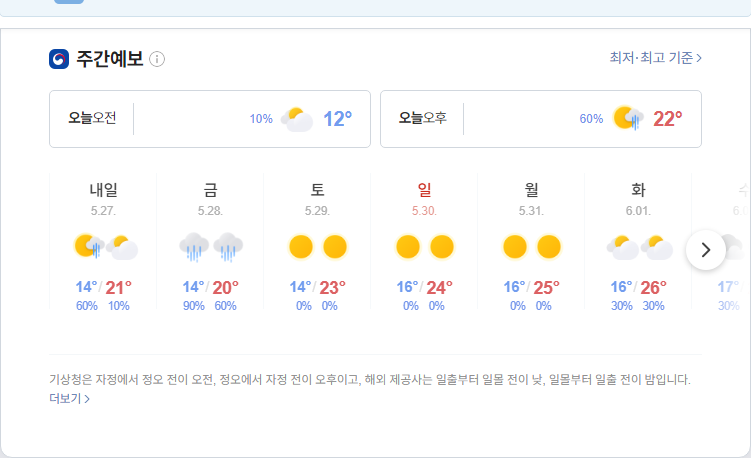 주간예보
최저·최고 기준
오늘오전 10% 12°
오늘오후 60% 22°
내일 금 토 일 월 화 수
5.27. 5.28. 5.29. 5.30. 5.31. 6.01.
14°/21° 14°/20° 14°/23° 16°/24° 16°/25° 16°/26° 17°
60% 10% 90% 60% 0% 0% 0% 0% 0% 0% 30% 30% 30%
기상청은 자정에서 정오 전이 오전, 정오에서 자정 전이 오후이고, 해외 제공사는 일출부터 일몰 전이 낮, 일몰부터 일출 전이 밤입니다.
더보기